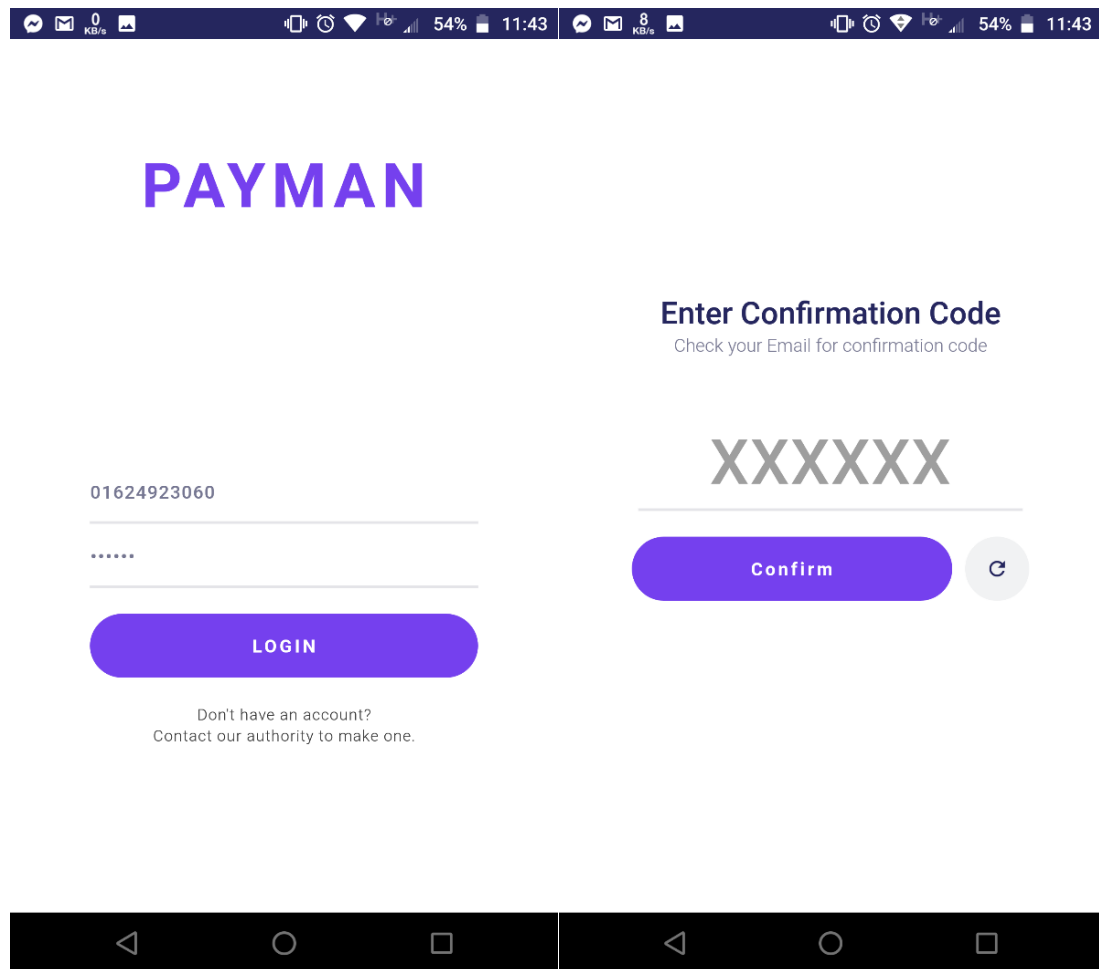 0
KB/s
54%
11:43
PAYMAN
01624923060
••••••
LOGIN
Don't have an account?
Contact our authority to make one.
8
KB/s
54%
11:43
Enter Confirmation Code
Check your Email for confirmation code
XXXXXX
Confirm